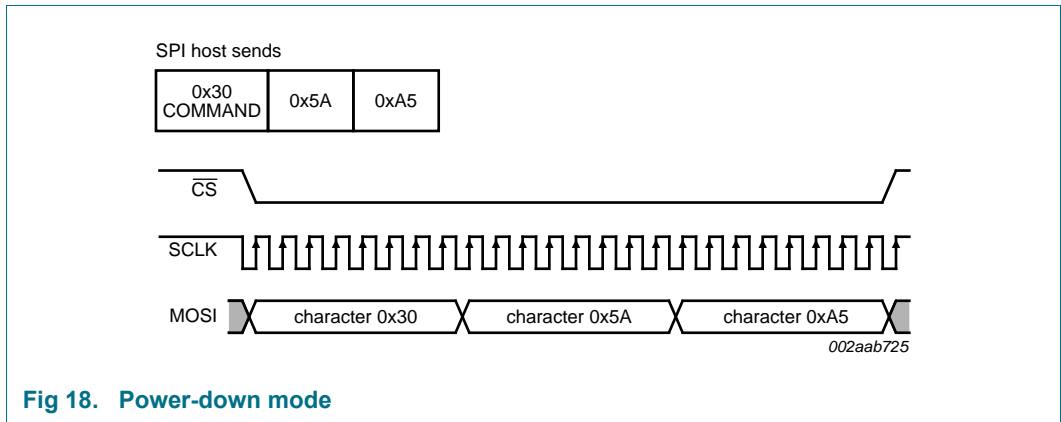 SPI host sends
0x30
COMMAND
0x5A
0xA5
CS
SCLK
MOSI
character 0x30
character 0x5A
character 0xA5
002aab725
Fig 18. Power-down mode